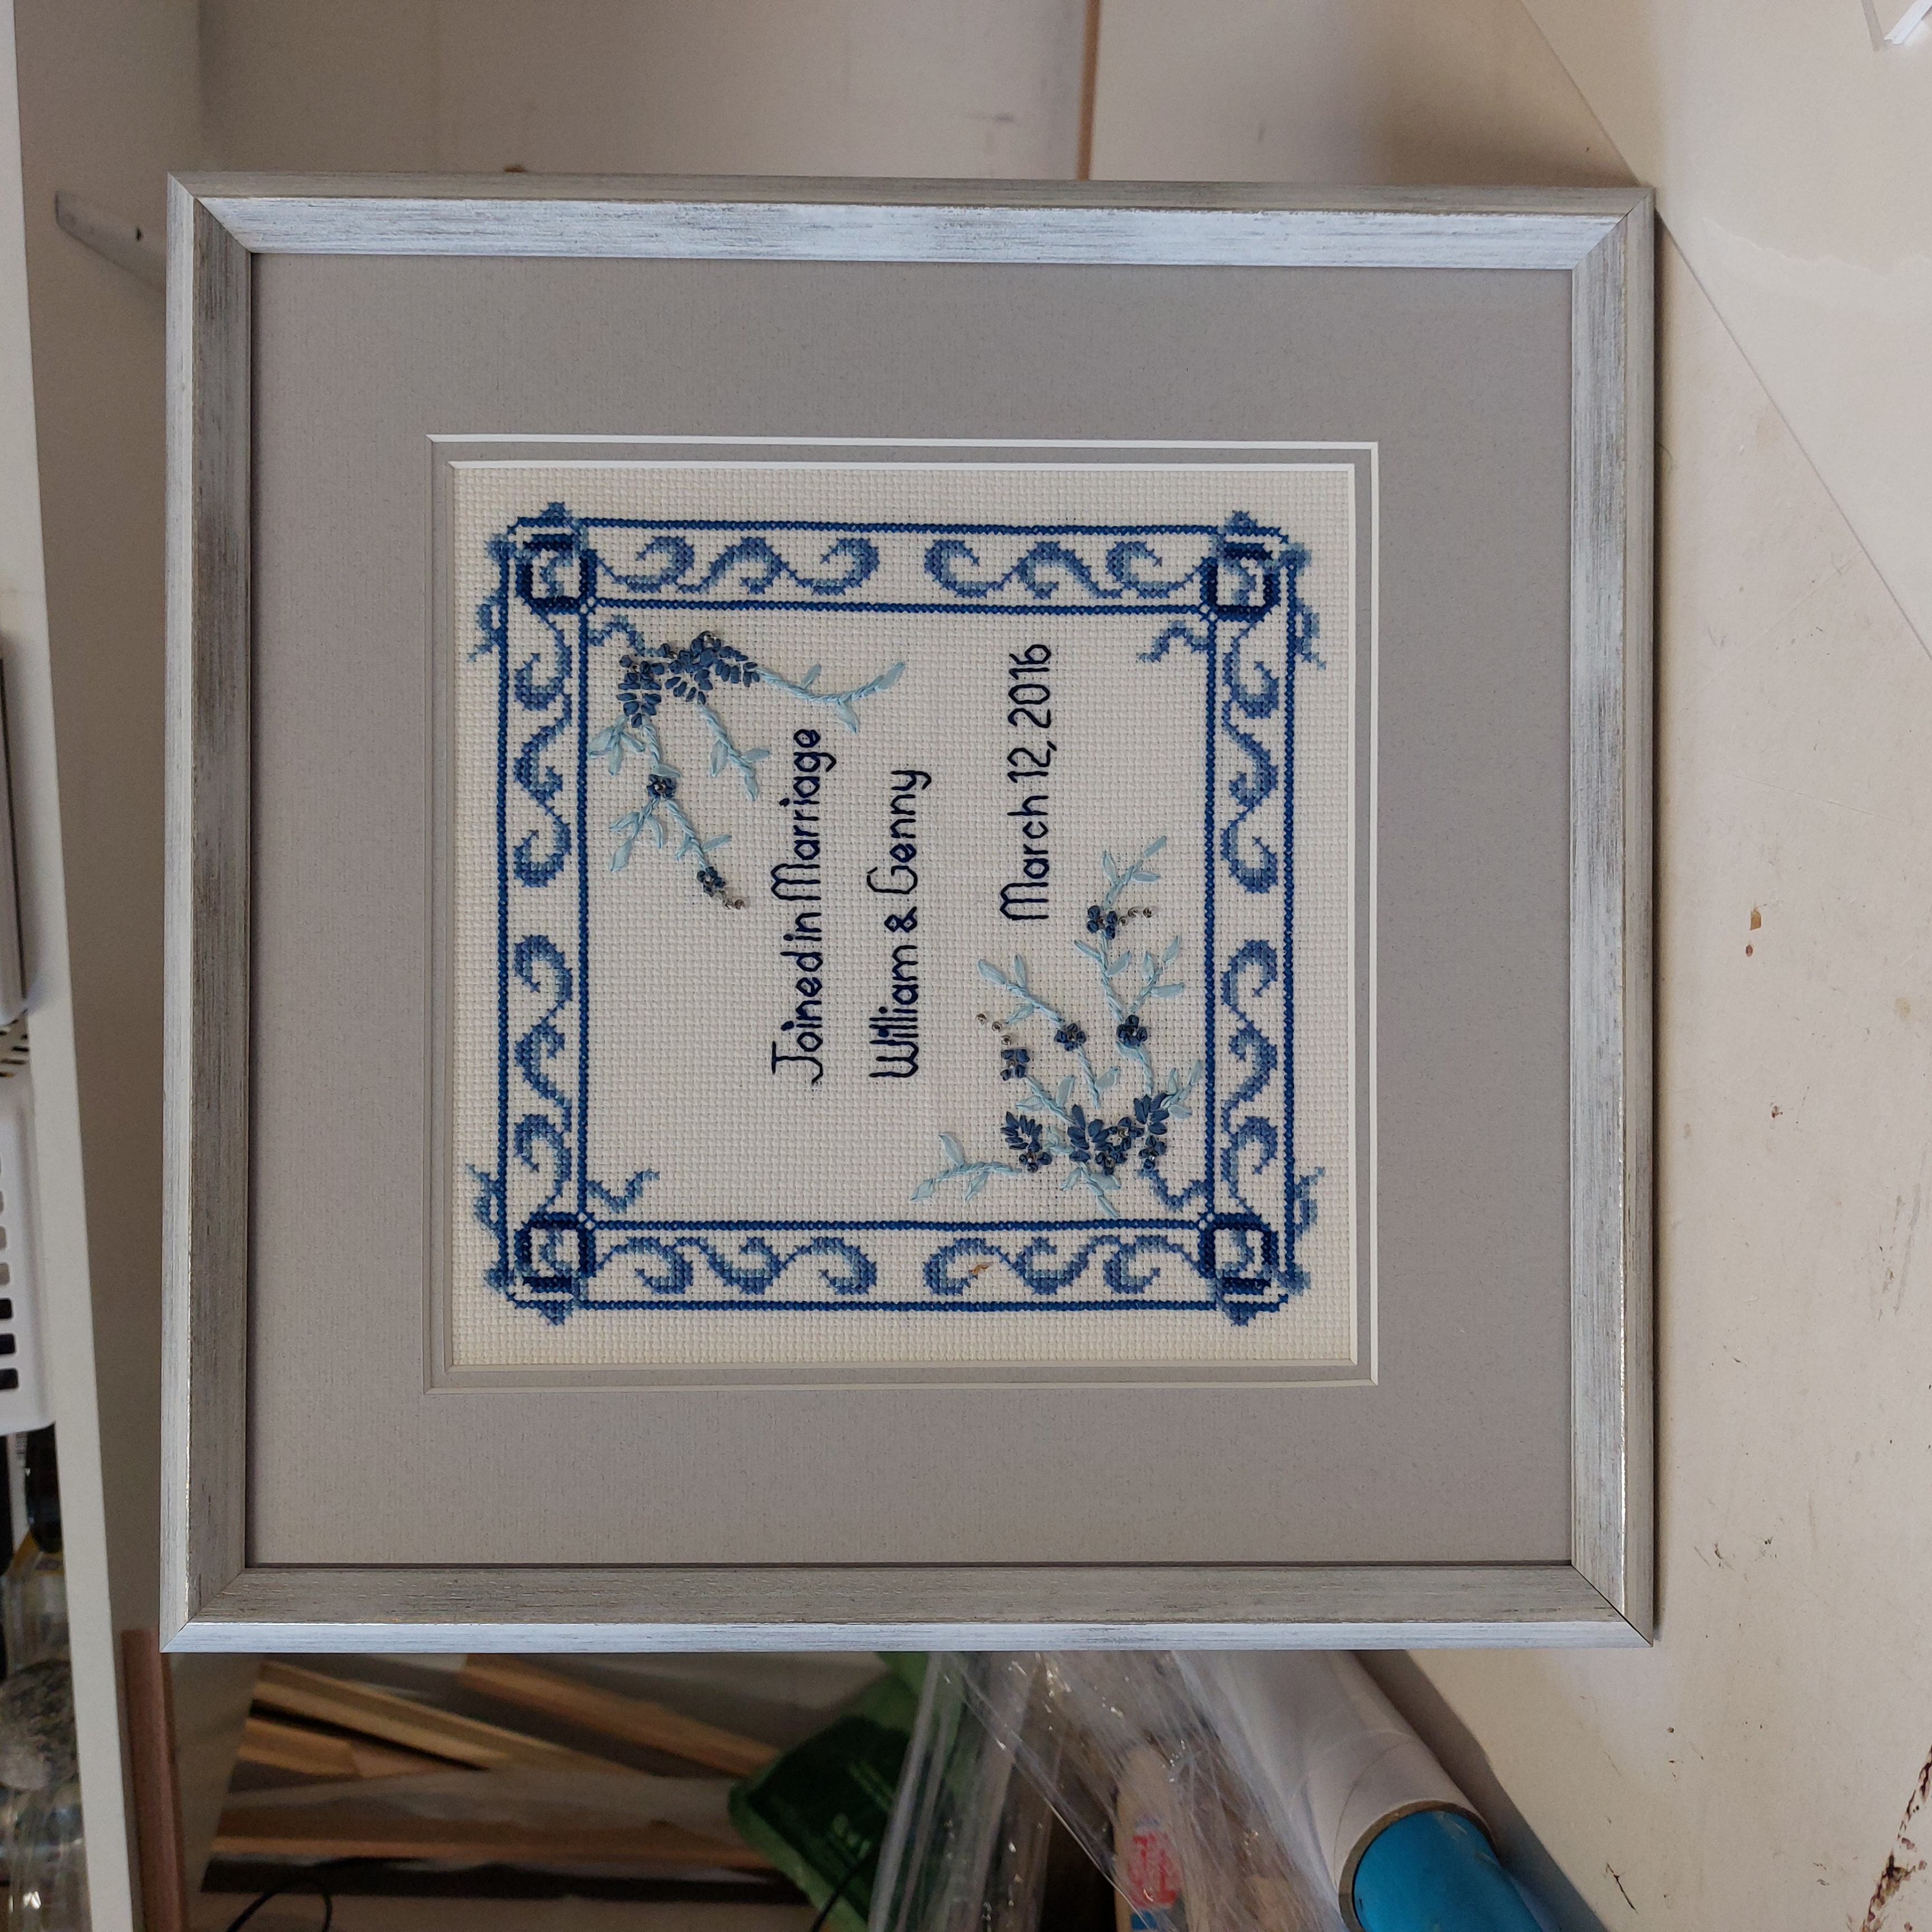 Joined in Marriage
William & Genny
March 12, 2016